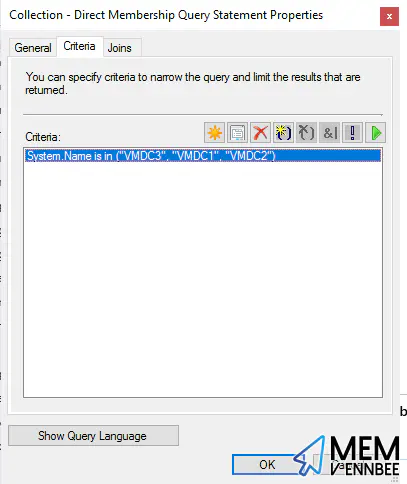 Collection - Direct Membership Query Statement Properties
x
General Criteria Joins
You can specify criteria to narrow the query and limit the results that are
returned.
Criteria:
&|
!
System.Name is in ("VMDC3", "VMDC1", "VMDC2")
b
Show Query Language
OK
MEM
VENNBEE